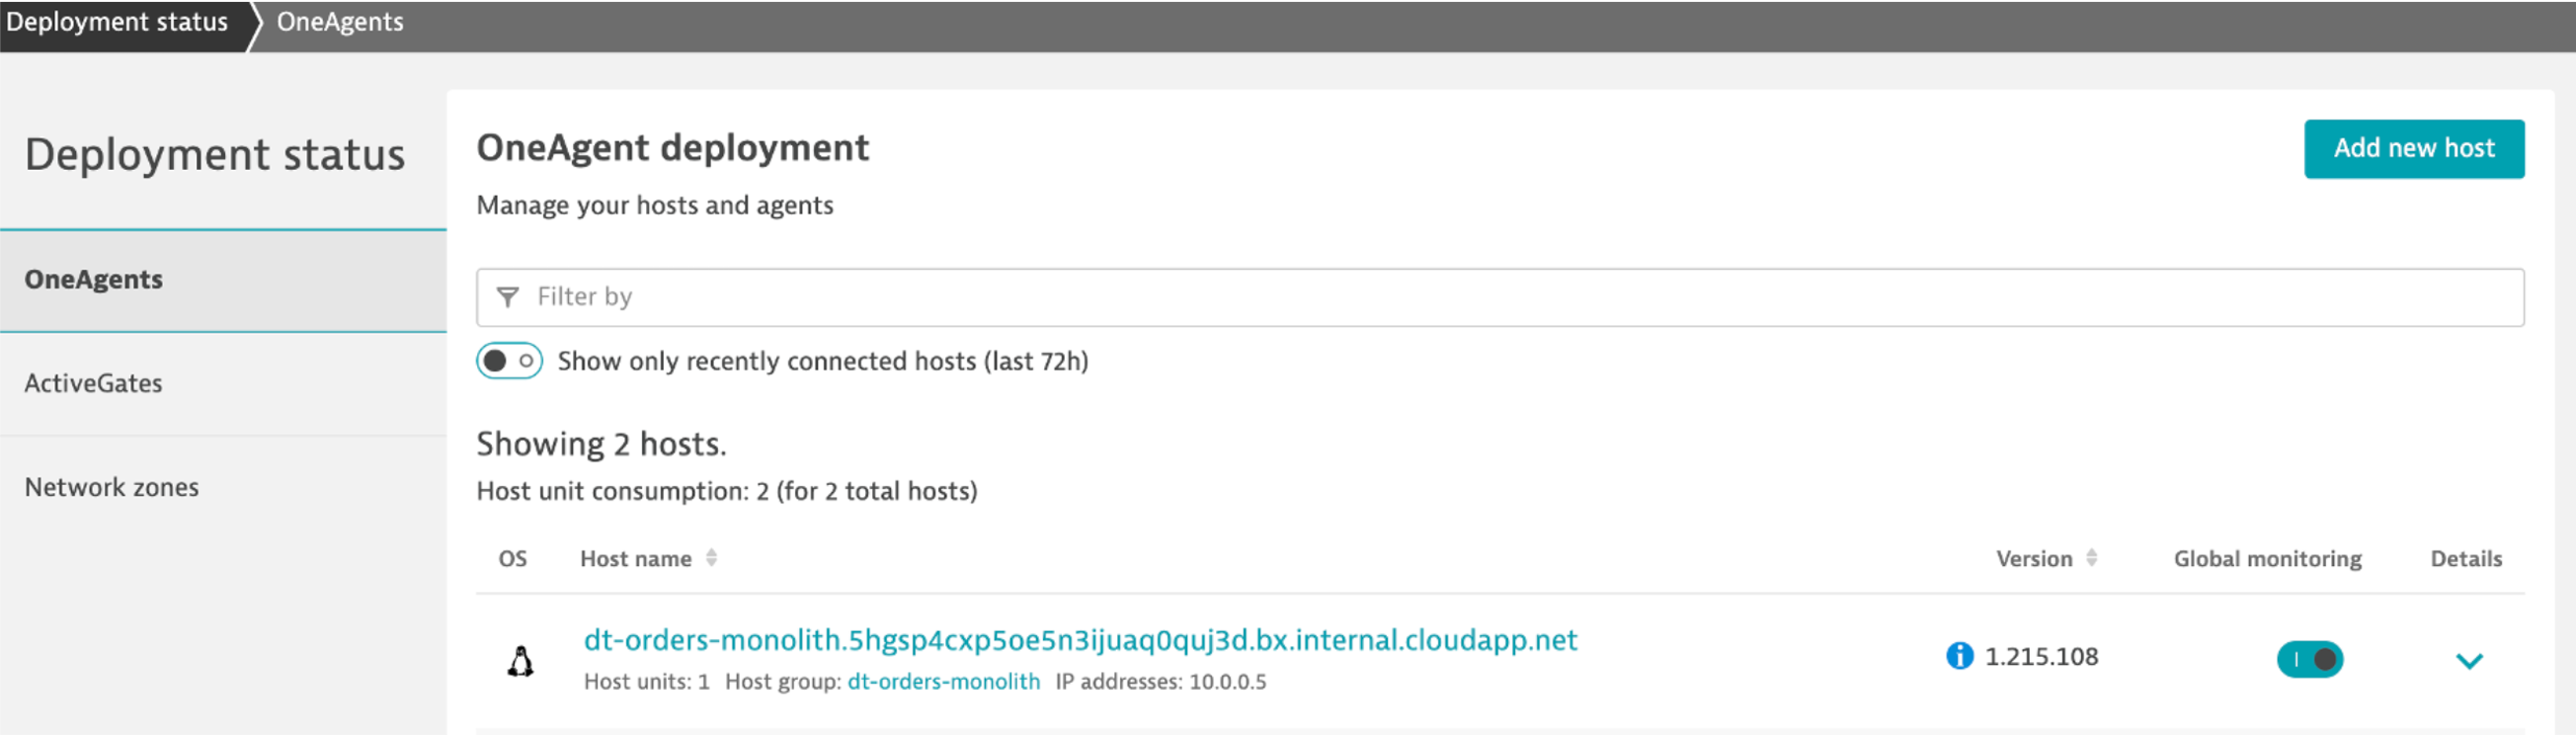 Deployment status OneAgents
Deployment status
OneAgents
ActiveGates
Network zones
OneAgent deployment
Add new host
Manage your hosts and agents
Filter by
Show only recently connected hosts (last 72h)
Showing 2 hosts.
Host unit consumption: 2 (for 2 total hosts)
OS Host name Version Global monitoring Details
dt-orders-monolith.5hgsp4cxp5oe5n3ijuaq0quj3d.bx.internal.cloudapp.net 1.215.108
Host units: 1 Host group: dt-orders-monolith IP addresses: 10.0.0.5